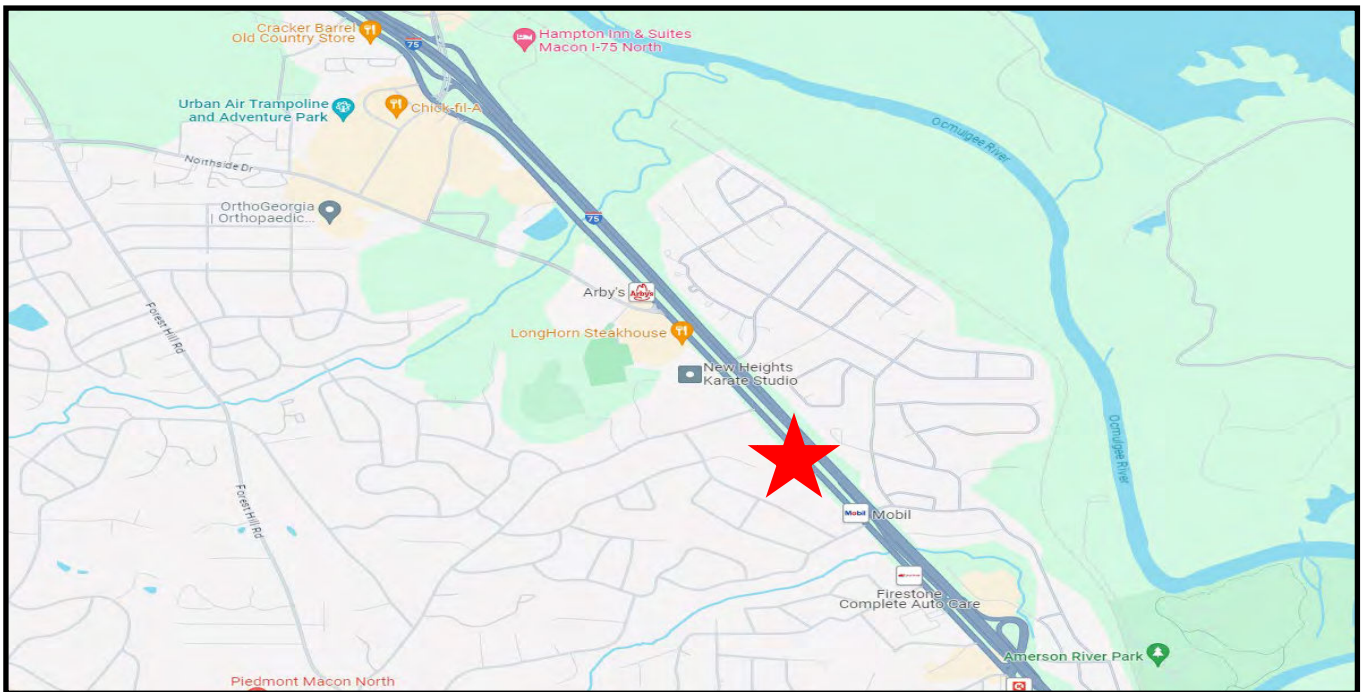 Cracker Barrel
Old Country Store
75
Hampton Inn & Suites
Macon I-75 North
Urban Air Trampoline
and Adventure Park
Chick-fil-A
Ocmulgee River
Northside Dr
OrthoGeorgia
| Orthopaedic...
75
Arby's
Arby's
Forest Hill Rd
LongHorn Steakhouse
New Heights
Karate Studio
Ocmulgee River
Forest Hill Rd
Mobil
Mobil
Firestone
Complete Auto Care
Amerson River Park
Piedmont Macon North